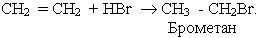 CH₂ = CH₂ + HBr → CH₃ - CH₂Br.
Брометан